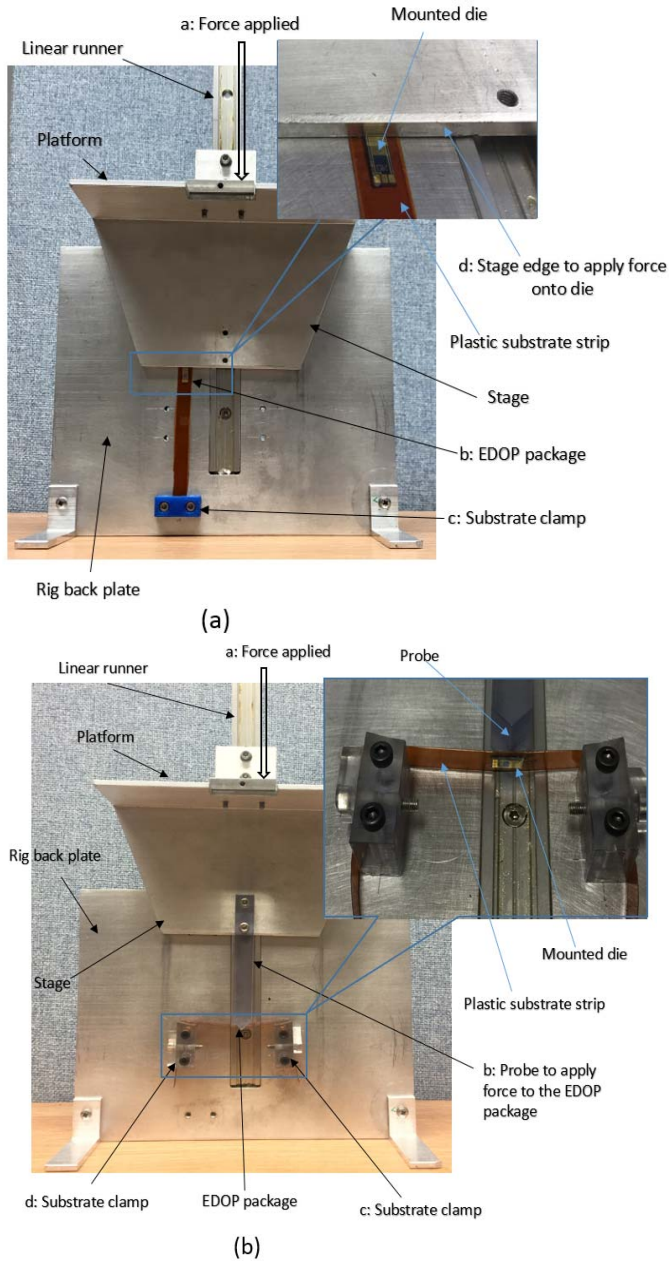 Mounted die
a: Force applied
Linear runner
Platform
d: Stage edge to apply force
onto die
Plastic substrate strip
Stage
b: EDOP package
c: Substrate clamp
Rig back plate
(a)
a: Force applied
Probe
Linear runner
Platform
Rig back plate
Stage
Mounted die
Plastic substrate strip
b: Probe to apply
force to the EDOP
package
d: Substrate clamp
EDOP package
c: Substrate clamp
(b)